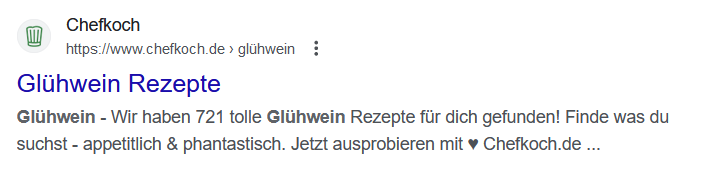 Chefkoch
https://www.chefkoch.de › glühwein
Glühwein Rezepte
Glühwein - Wir haben 721 tolle Glühwein Rezepte für dich gefunden! Finde was du
suchst - appetitlich & phantastisch. Jetzt ausprobieren mit ♥ Chefkoch.de ...